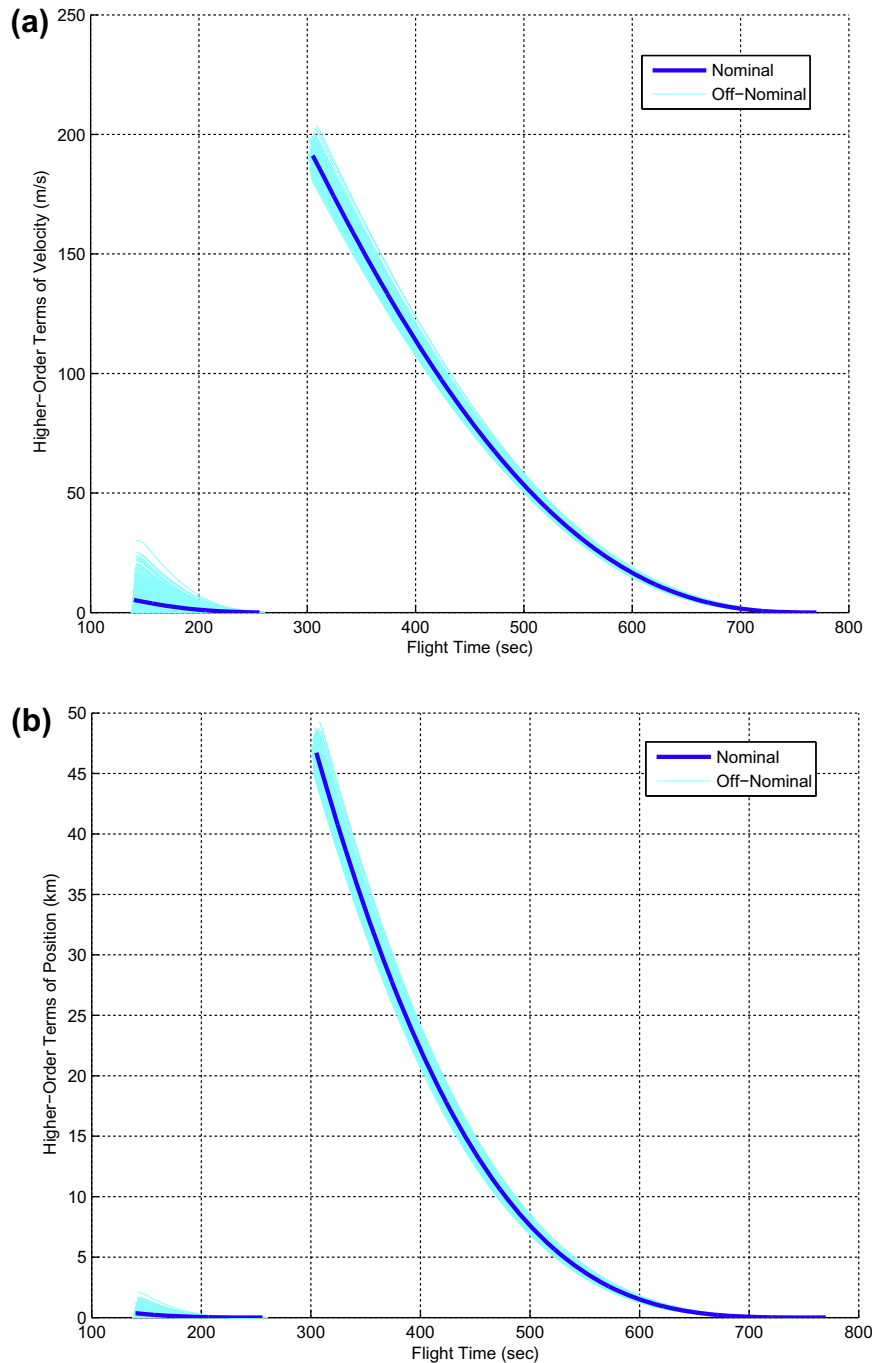 (a)
250
200
150
100
50
0
Higher−Order Terms of Velocity (m/s)
Nominal
Off−Nominal
100 200 300 400 500 600 700 800
Flight Time (sec)
(b)
50
45
40
35
30
25
20
15
10
5
0
Higher−Order Terms of Position (km)
Nominal
Off−Nominal
100 200 300 400 500 600 700 800
Flight Time (sec)